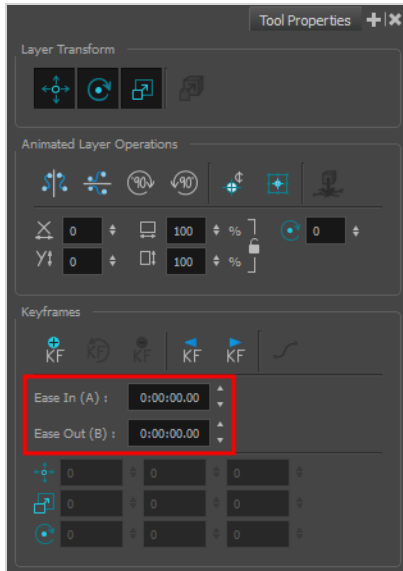 Tool Properties
Layer Transform
Animated Layer Operations
90 90 ¢
X 0 100 % 0
Y 0 100 %
Keyframes
KF KF KF KF KF
Ease In (A) : 0:00:00.00
Ease Out (B) : 0:00:00.00
0 0 0
0 0 0
0 0 0